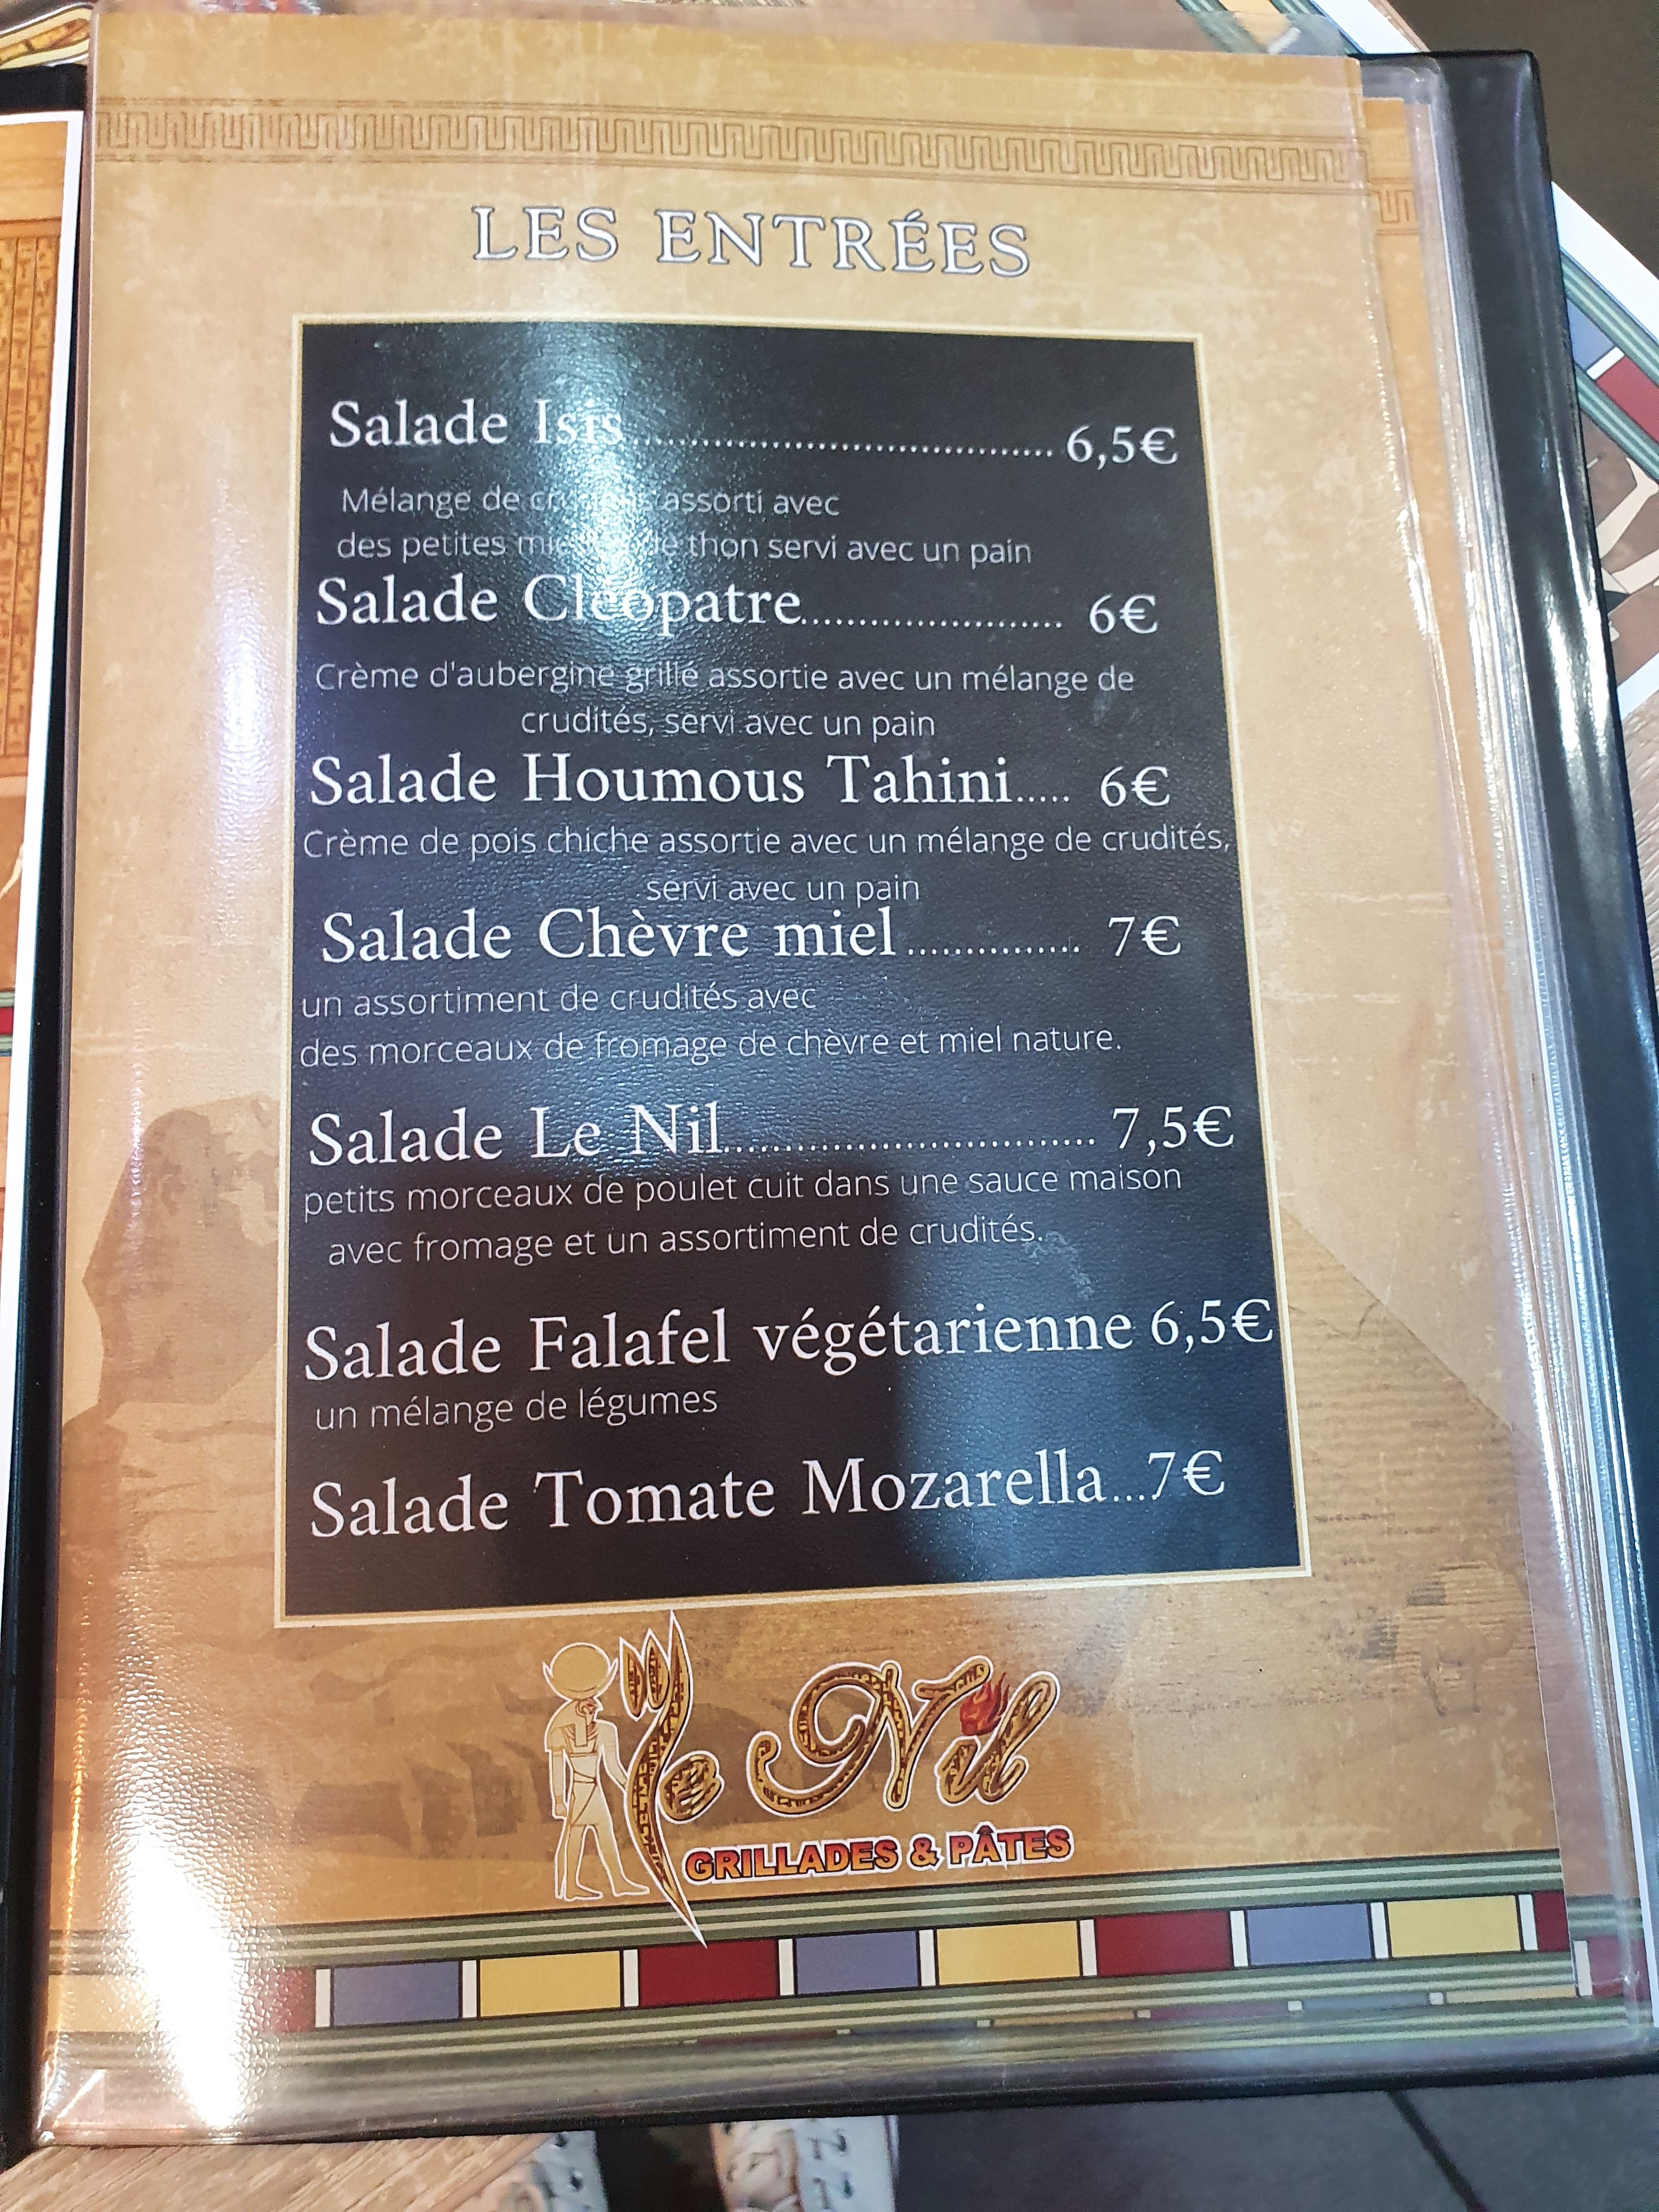 LES ENTRÉES
Salade Isis.................................... 6,5€
Mélange de assorti avec
des petites de thon servi avec un pain
Salade Cléopatre...................... 6€
Crème d'aubergine grillé assortie avec un mélange de
crudités, servi avec un pain
Salade Houmous Tahini..... 6€
Crème de pois chiche assortie avec un mélange de crudités,
servi avec un pain
Salade Chèvre miel............... 7€
un assortiment de crudités avec
des morceaux de fromage de chèvre et miel nature.
Salade Le Nil................................ 7,5€
petits morceaux de poulet cuit dans une sauce maison
avec fromage et un assortiment de crudités.
Salade Falafel végétarienne 6,5€
un mélange de légumes
Salade Tomate Mozarella...7€
Le Nil
GRILLADES & PÂTES